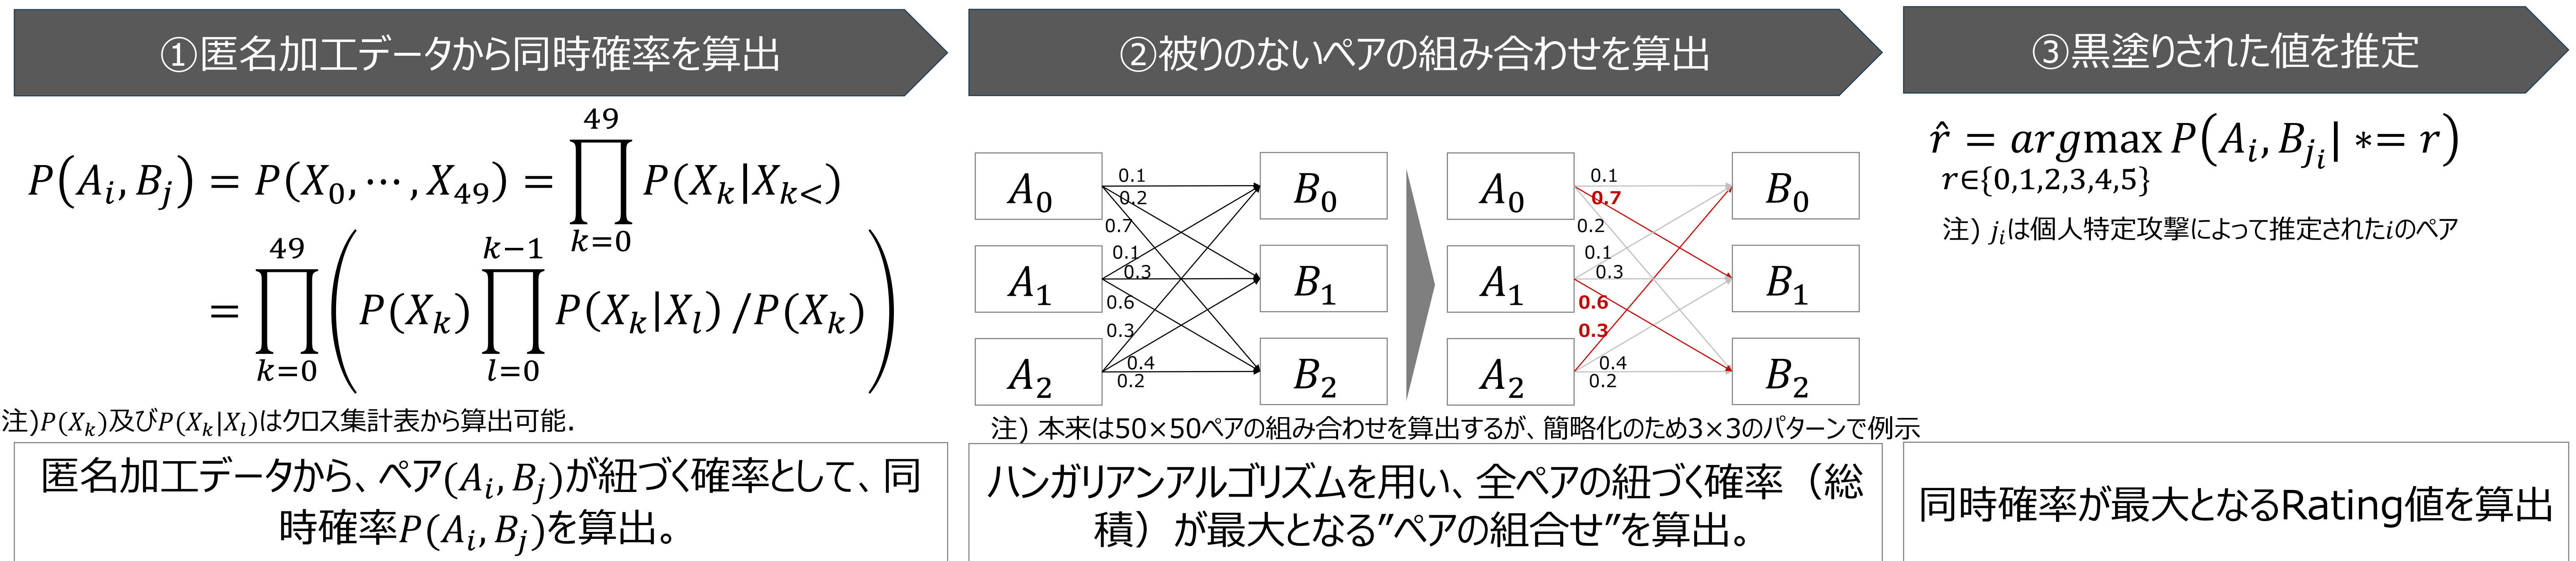 ①匿名加工データから同時確率を算出
P(A_i, B_j) = P(X_0, ⋯, X_49) = ∏_{k=0}^{49} P(X_k|X_{k<})
= ∏_{k=0}^{49} ( P(X_k) ∏_{l=0}^{k−1} P(X_k|X_l) /P(X_k) )
注)P(X_k)及びP(X_k|X_l)はクロス集計表から算出可能.
匿名加工データから、ペア(A_i, B_j)が紐づく確率として、同
時確率P(A_i, B_j)を算出。
②被りのないペアの組み合わせを算出
A_0
A_1
A_2
0.1
0.2
0.7
0.1
0.3
0.6
0.3
0.4
0.2
B_0
B_1
B_2
A_0
A_1
A_2
0.1
0.7
0.2
0.1
0.3
0.6
0.3
0.4
0.2
B_0
B_1
B_2
注) 本来は50×50ペアの組み合わせを算出するが、簡略化のため3×3のパターンで例示
ハンガリアンアルゴリズムを用い、全ペアの紐づく確率（総
積）が最大となる”ペアの組合せ”を算出。
③黒塗りされた値を推定
r̂ = argmax P(A_i, B_{j_i}| ∗= r)
r∈{0,1,2,3,4,5}
注) j_iは個人特定攻撃によって推定されたiのペア
同時確率が最大となるRating値を算出